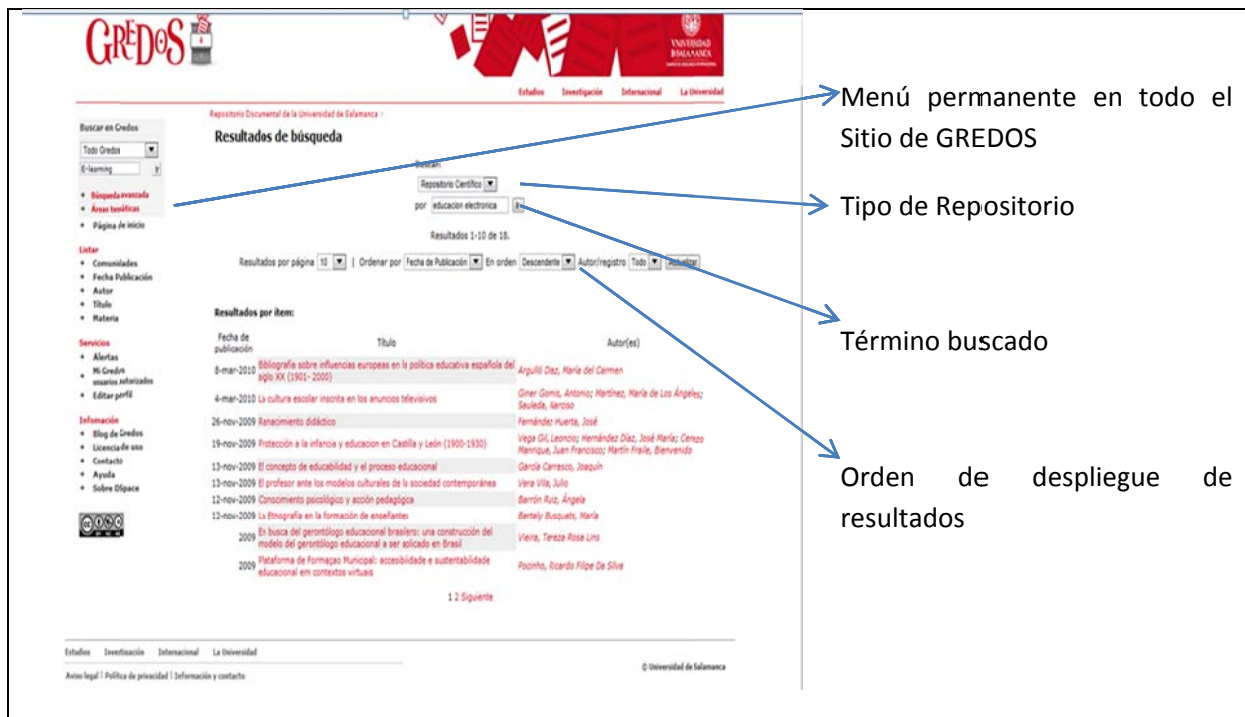 GREDOS
VNIVERSIDAD
D SALAMANCA
Estudios Investigación Internacional La Universidad
Repositorio Documental de la Universidad de Salamanca >
Resultados de búsqueda
Buscar en Gredos
Todo Gredos
E-learning
Búsqueda avanzada
Áreas temáticas
Página de inicio
Listar
Comunidades
Fecha Publicación
Autor
Título
Materia
Servicios
Alertas
Mi Gredos
usuarios autorizados
Editar perfil
Infomación
Blog de Gredos
Licencia de uso
Contacto
Ayuda
Sobre DSpace
Buscar:
Repositorio Científico
por educacion electronica
Resultados 1-10 de 18.
Resultados por página 10 | Ordenar por Fecha de Publicación En orden Descendente Autor/registro Todo Actualizar
Resultados por ítem:
Fecha de publicación Título Autor(es)
8-mar-2010 Bibliografía sobre influencias europeas en la política educativa española del siglo XX (1901- 2000) Argulló Díaz, María del Carmen
4-mar-2010 La cultura escolar inscrita en los anuncios televisivos Giner Gomis, Antonio; Martínez, María de Los Ángeles; Sauleda, Narciso
26-nov-2009 Renacimiento didáctico Fernández Huerta, José
19-nov-2009 Protección a la infancia y educacion en Castilla y León (1900-1930) Vega Gil, Leoncio; Hernández Díaz, José María; Cerezo Manrique, Juan Francisco; Martín Fraile, Bienvenido
13-nov-2009 El concepto de educabilidad y el proceso educacional García Carrasco, Joaquín
13-nov-2009 El profesor ante los modelos culturales de la sociedad contemporánea Vera Vila, Julio
12-nov-2009 Conocimiento psicológico y acción pedagógica Barrón Ruiz, Ángela
12-nov-2009 La Etnografía en la formación de enseñantes Bertely Busquets, María
2009 En busca del gerontólogo educacional brasilero: una construcción del modelo del gerontólogo educacional a ser aplicado en Brasil Vieira, Tereza Rosa Lins
2009 Plataforma de Formaçao Municipal: accesibilidade e sustentabilidade educacional em contextos virtuais Pocinho, Ricardo Filipe Da Silva
1 2 Siguiente
Estudios Investigación Internacional La Universidad
Aviso legal | Política de privacidad | Información y contacto
© Universidad de Salamanca
Menú permanente en todo el
Sitio de GREDOS
Tipo de Repositorio
Término buscado
Orden de despliegue de
resultados